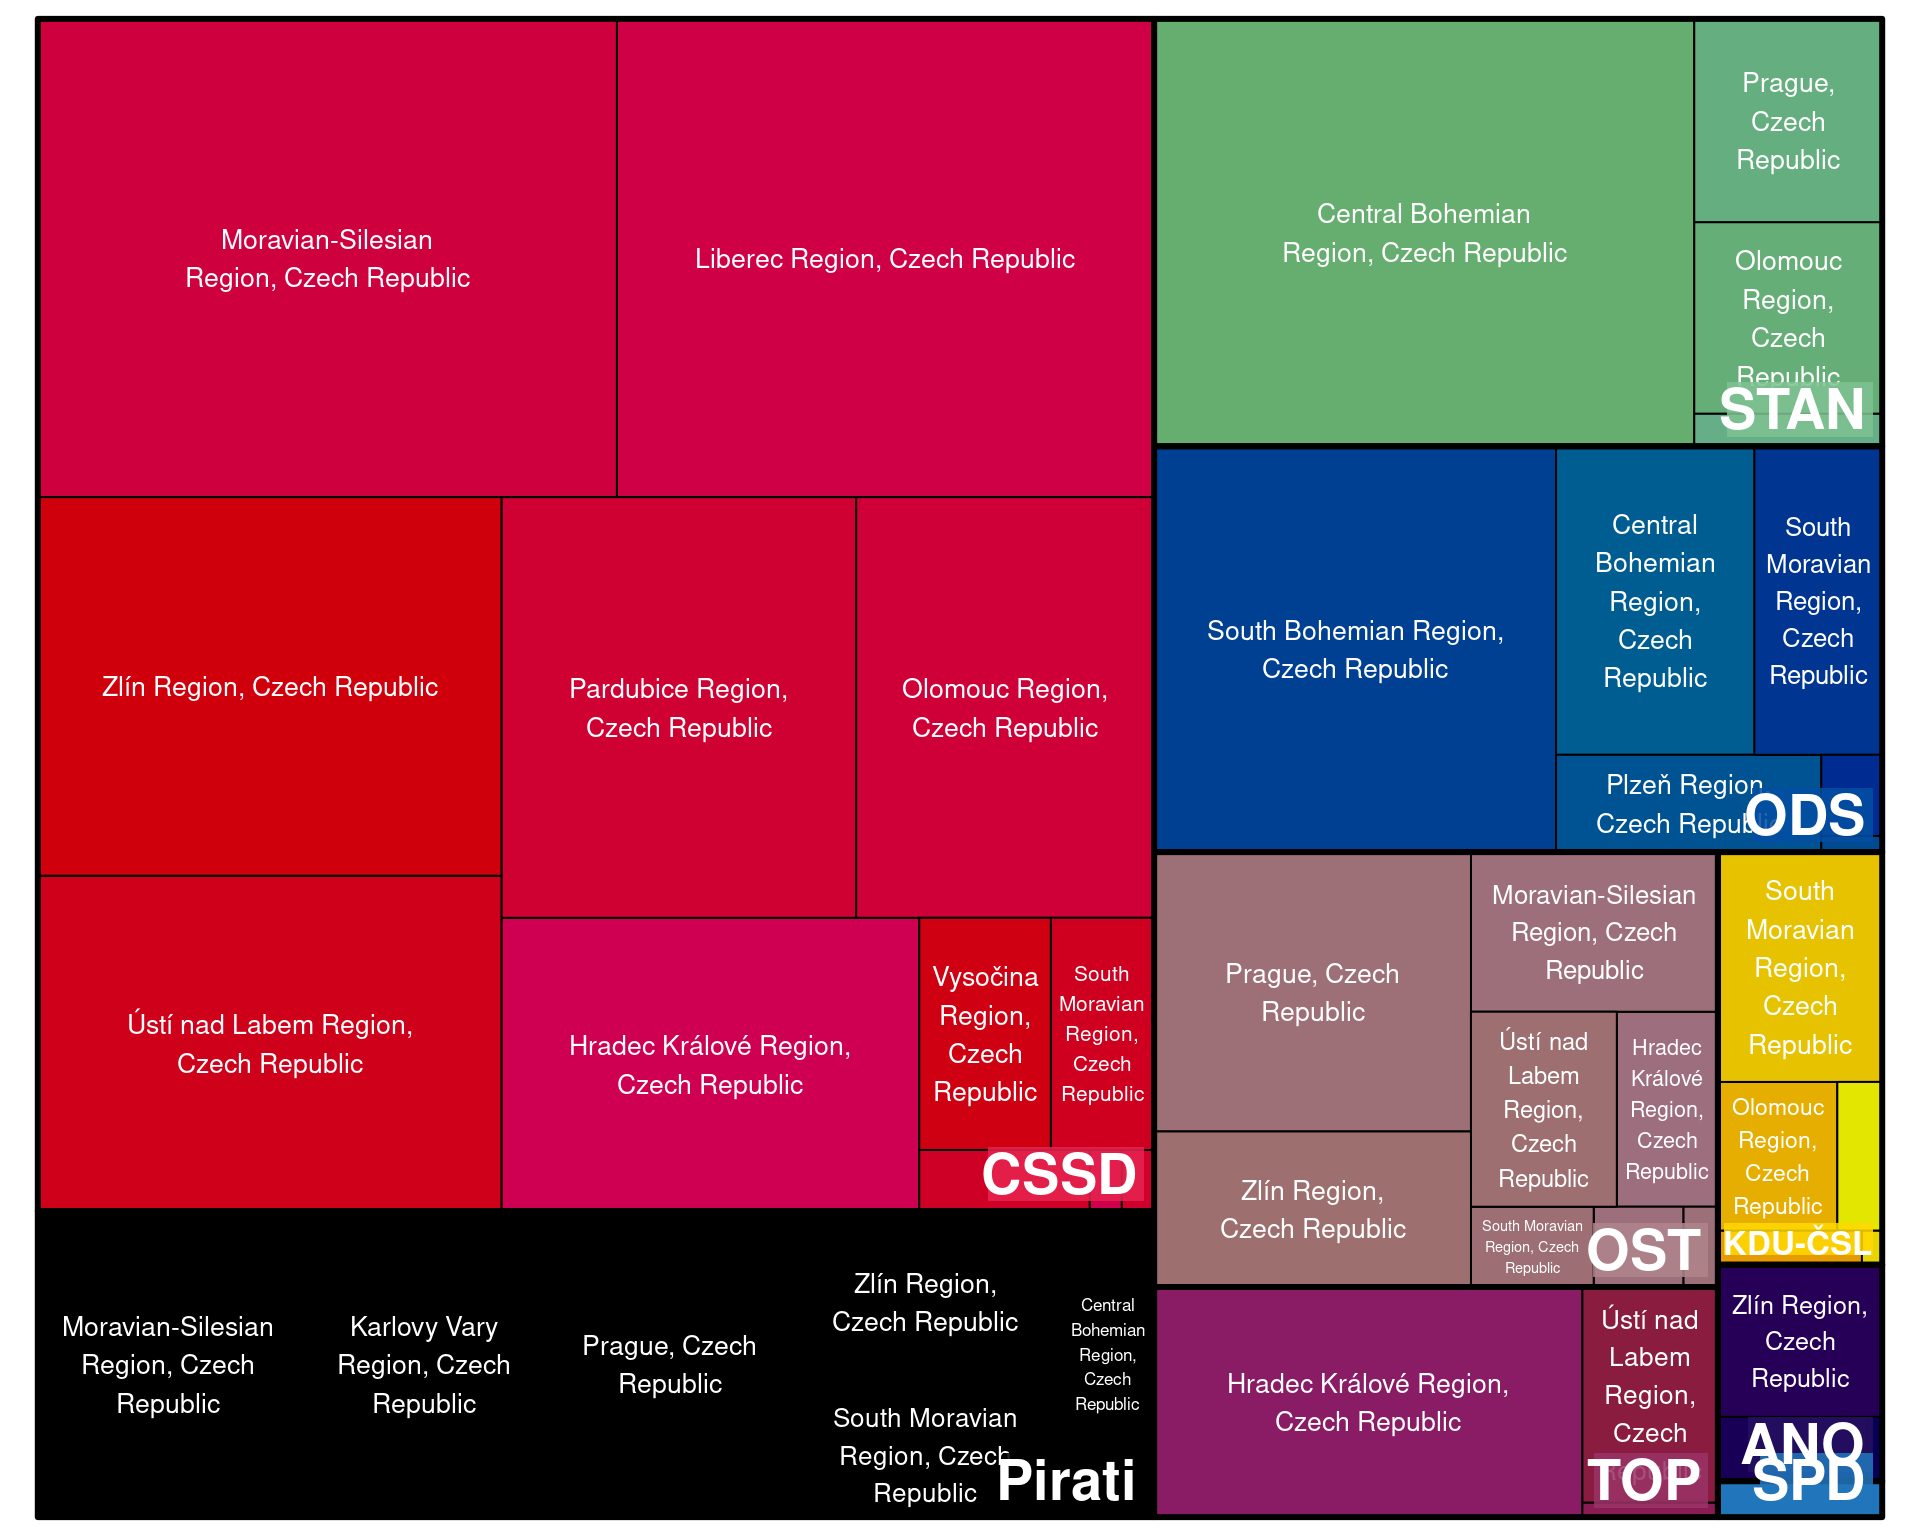 Moravian-Silesian
Region, Czech Republic
Liberec Region, Czech Republic
Zlín Region, Czech Republic
Pardubice Region,
Czech Republic
Olomouc Region,
Czech Republic
Ústí nad Labem Region,
Czech Republic
Hradec Králové Region,
Czech Republic
Vysočina
Region,
Czech
Republic
South
Moravian
Region,
Czech
Republic
CSSD
Moravian-Silesian
Region, Czech
Republic
Karlovy Vary
Region, Czech
Republic
Prague, Czech
Republic
Zlín Region,
Czech Republic
South Moravian
Region, Czech
Republic
Central
Bohemian
Region,
Czech
Republic
Pirati
Central Bohemian
Region, Czech Republic
Prague,
Czech
Republic
Olomouc
Region,
Czech
Republic
STAN
South Bohemian Region,
Czech Republic
Central
Bohemian
Region,
Czech
Republic
South
Moravian
Region,
Czech
Republic
Plzeň Region
Czech Republic
ODS
Prague, Czech
Republic
Zlín Region,
Czech Republic
Moravian-Silesian
Region, Czech
Republic
Ústí nad
Labem
Region,
Czech
Republic
Hradec
Králové
Region,
Czech
Republic
South Moravian
Region, Czech
Republic
OST
South
Moravian
Region,
Czech
Republic
Olomouc
Region,
Czech
Republic
KDU-ČSL
Hradec Králové Region,
Czech Republic
Ústí nad
Labem
Region,
Czech
TOP
Zlín Region,
Czech
Republic
ANO
SPD